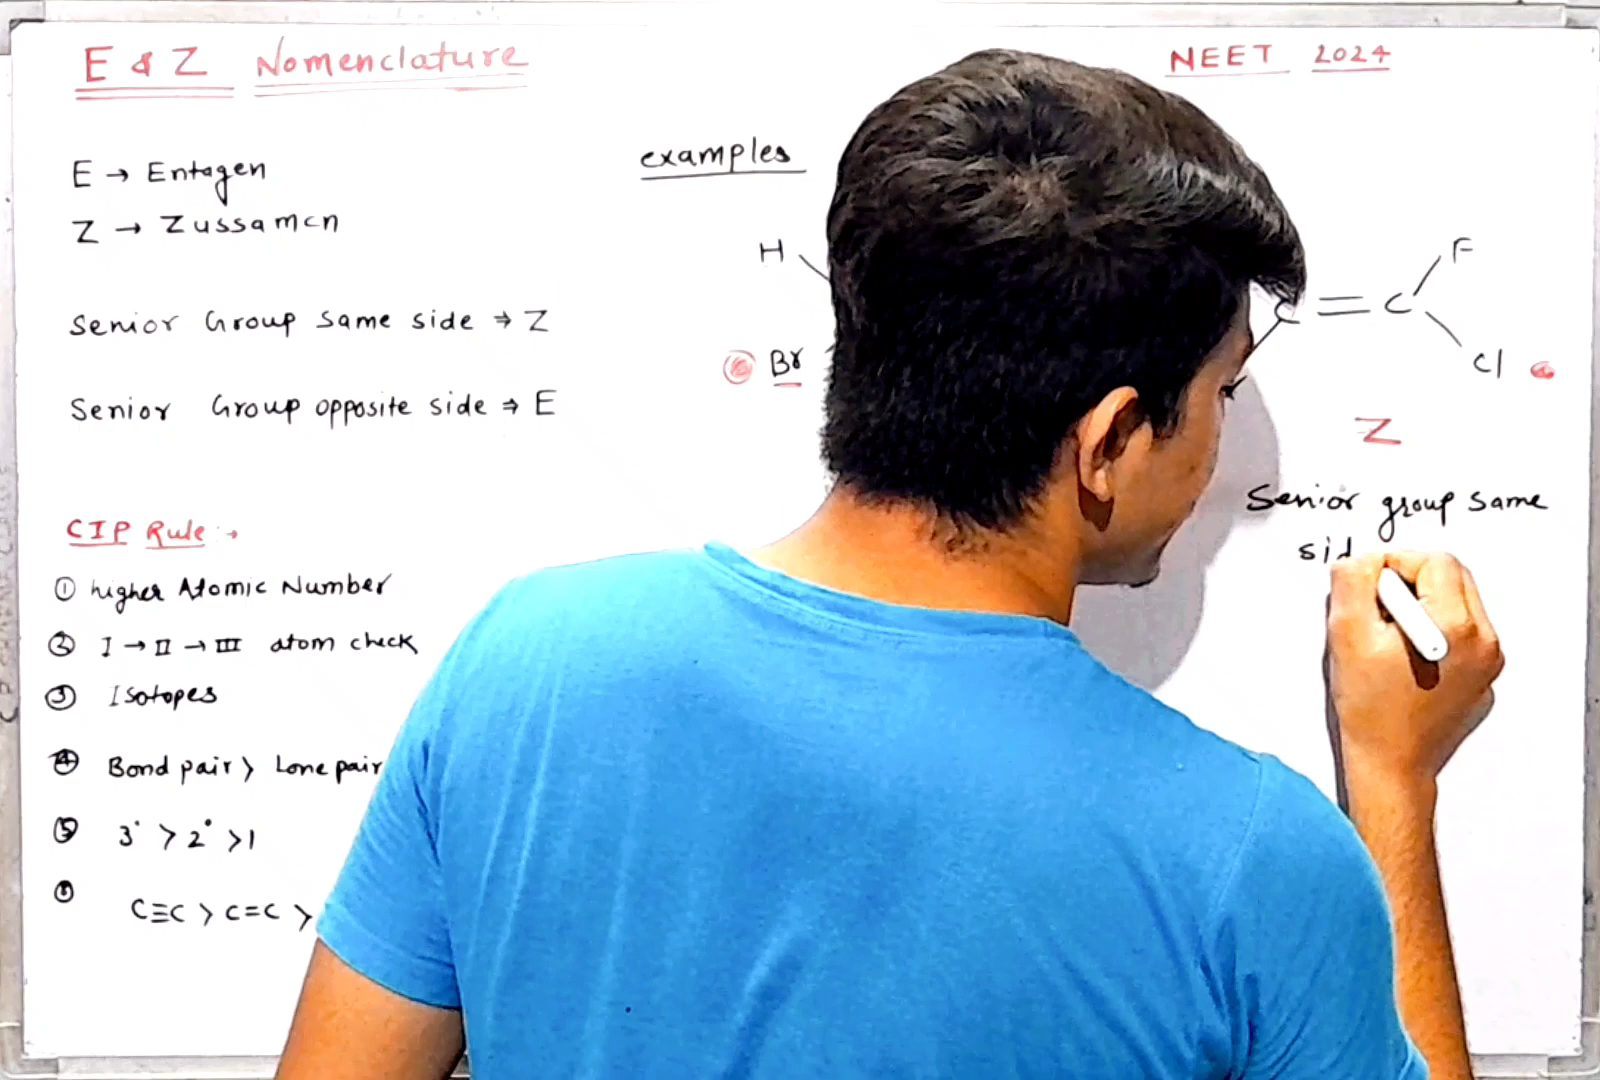 E & Z Nomenclature
NEET 2024
E → Entagen
Z → Zussamen
Senior Group Same side ⇒ Z
Senior Group opposite side ⇒ E
CIP Rule :→
① higher Atomic Number
② I → II → III atom check
③ Isotopes
④ Bond pair > Lone pair
⑤ 3° > 2° > 1
C≡C > C=C >
examples
H
Br
C = C
F
Cl
Z
Senior group same
sid